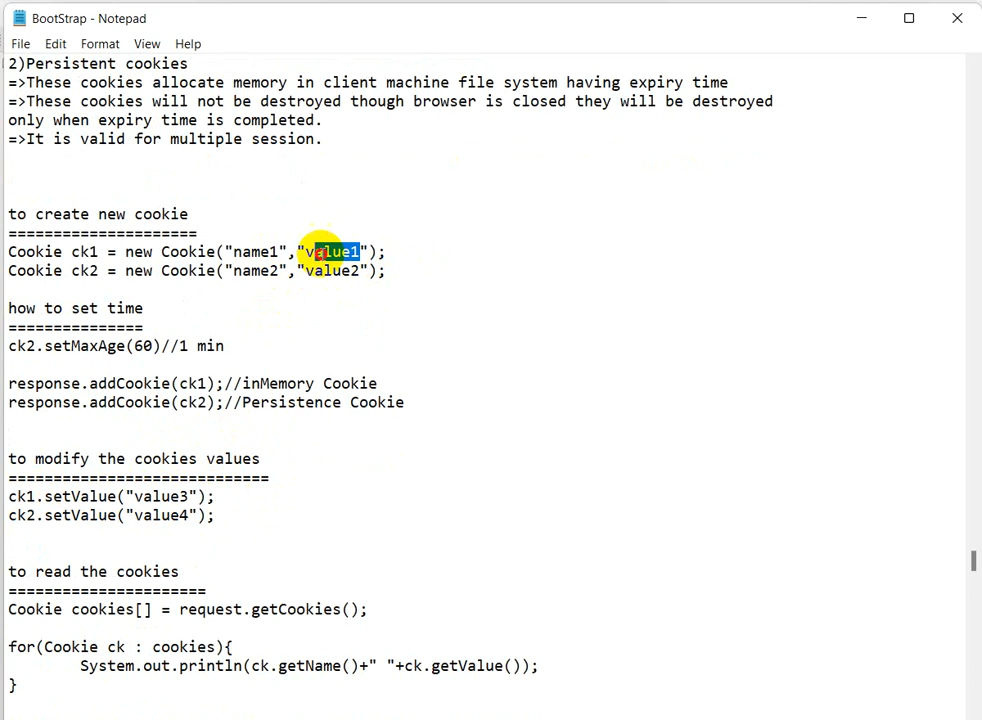 BootStrap - Notepad
File Edit Format View Help
2)Persistent cookies
=>These cookies allocate memory in client machine file system having expiry time
=>These cookies will not be destroyed though browser is closed they will be destroyed
only when expiry time is completed.
=>It is valid for multiple session.
to create new cookie
=====================
Cookie ck1 = new Cookie("name1","value1");
Cookie ck2 = new Cookie("name2","value2");
how to set time
===============
ck2.setMaxAge(60)//1 min
response.addCookie(ck1);//inMemory Cookie
response.addCookie(ck2);//Persistence Cookie
to modify the cookies values
=============================
ck1.setValue("value3");
ck2.setValue("value4");
to read the cookies
======================
Cookie cookies[] = request.getCookies();
for(Cookie ck : cookies){
System.out.println(ck.getName()+" "+ck.getValue());
}